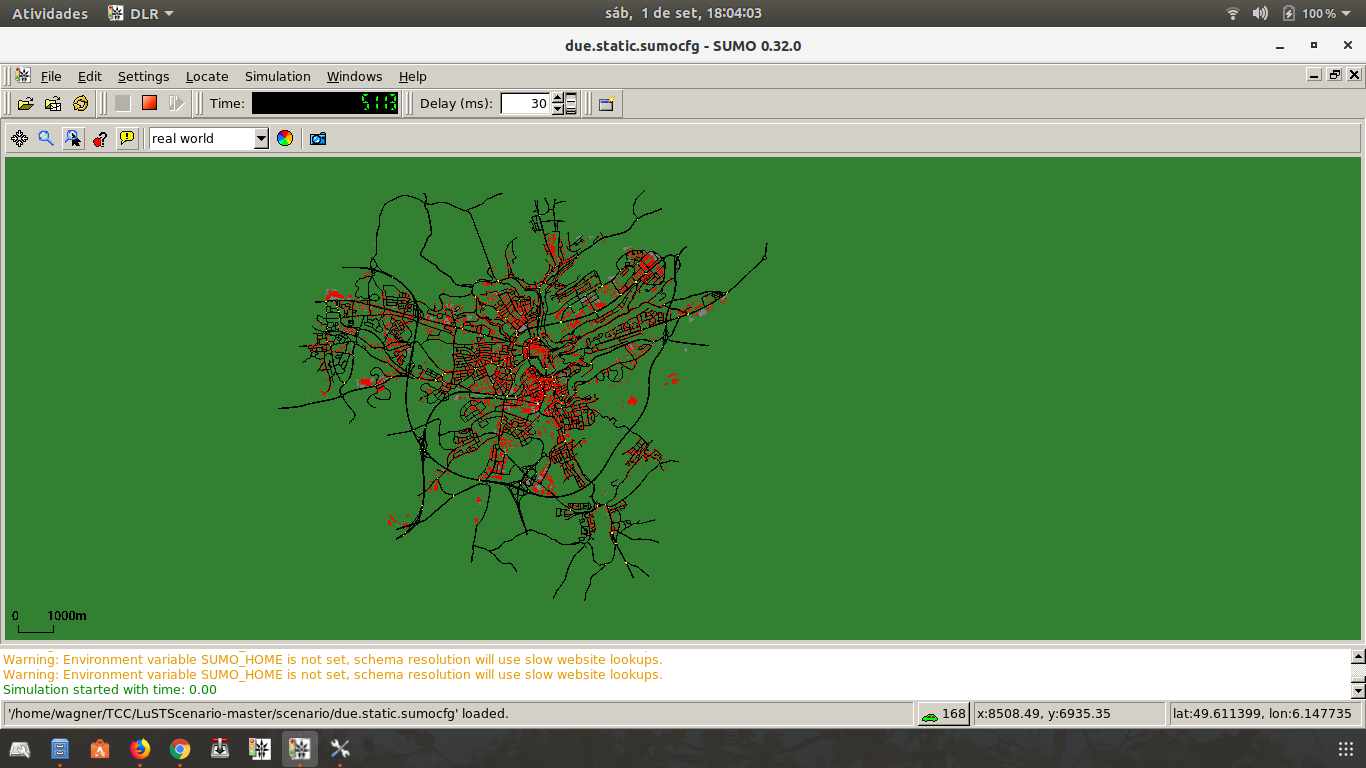 Atividades DLR sáb, 1 de set, 18:04:03 100 %
due.static.sumocfg - SUMO 0.32.0
File Edit Settings Locate Simulation Windows Help
Time: 5113 Delay (ms): 30
real world
0 1000m
Warning: Environment variable SUMO_HOME is not set, schema resolution will use slow website lookups.
Warning: Environment variable SUMO_HOME is not set, schema resolution will use slow website lookups.
Simulation started with time: 0.00
'/home/wagner/TCC/LuSTScenario-master/scenario/due.static.sumocfg' loaded. 168 x:8508.49, y:6935.35 lat:49.611399, lon:6.147735